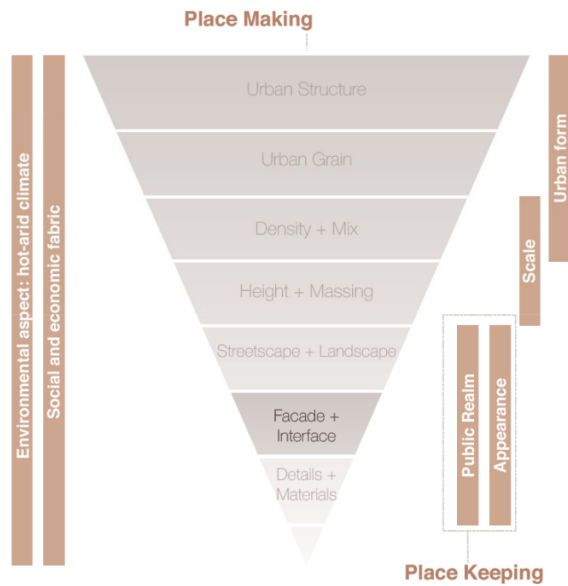 Place Making
Environmental aspect: hot-arid climate
Social and economic fabric
Urban Structure
Urban Grain
Density + Mix
Height + Massing
Streetscape + Landscape
Facade +
Interface
Details +
Materials
Urban form
Scale
Public Realm
Appearance
Place Keeping